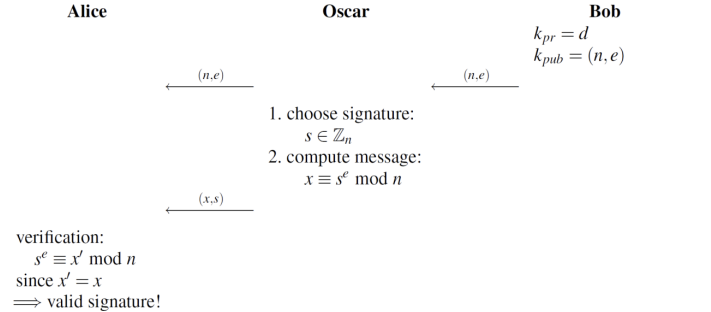 Alice Oscar Bob
k_pr = d
k_pub = (n,e)
(n,e) (n,e)
1. choose signature:
s ∈ ℤ_n
2. compute message:
x ≡ s^e mod n
(x,s)
verification:
s^e ≡ x′ mod n
since x′ = x
⟹ valid signature!